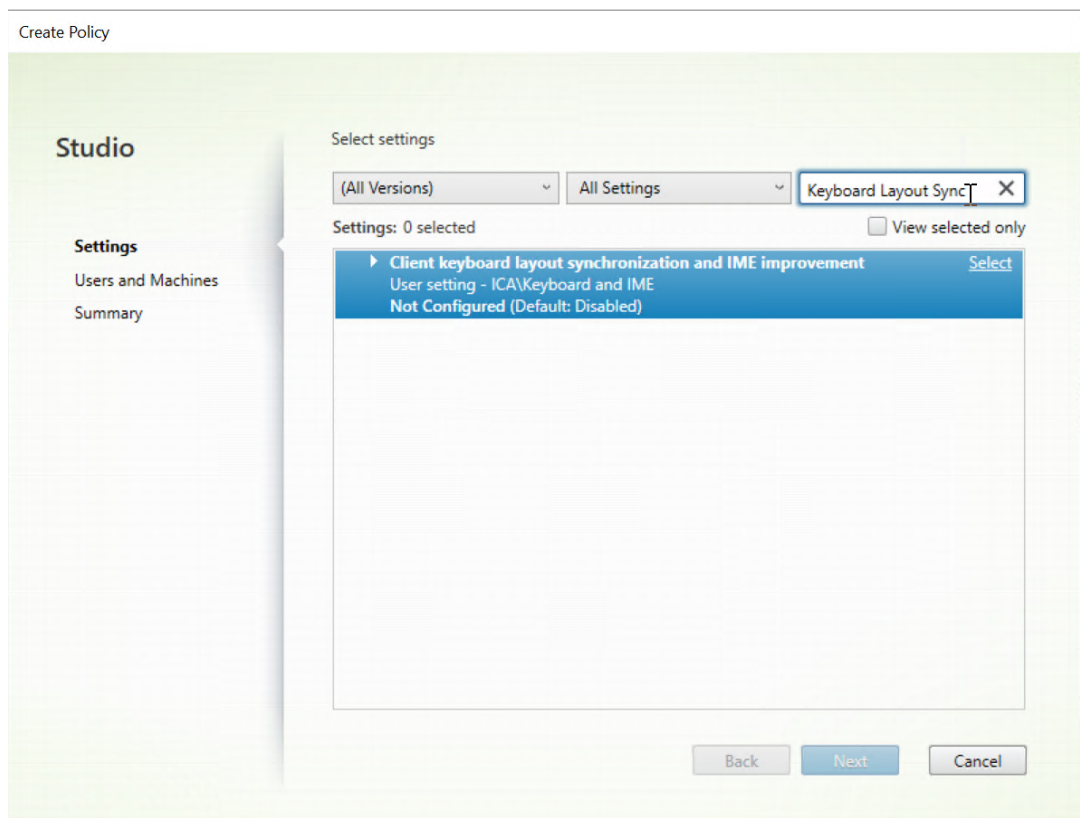 Create Policy
Studio
Settings
Users and Machines
Summary
Select settings
(All Versions)
All Settings
Keyboard Layout Sync
Settings: 0 selected
View selected only
Client keyboard layout synchronization and IME improvement
Select
User setting - ICA\Keyboard and IME
Not Configured (Default: Disabled)
Back
Next
Cancel